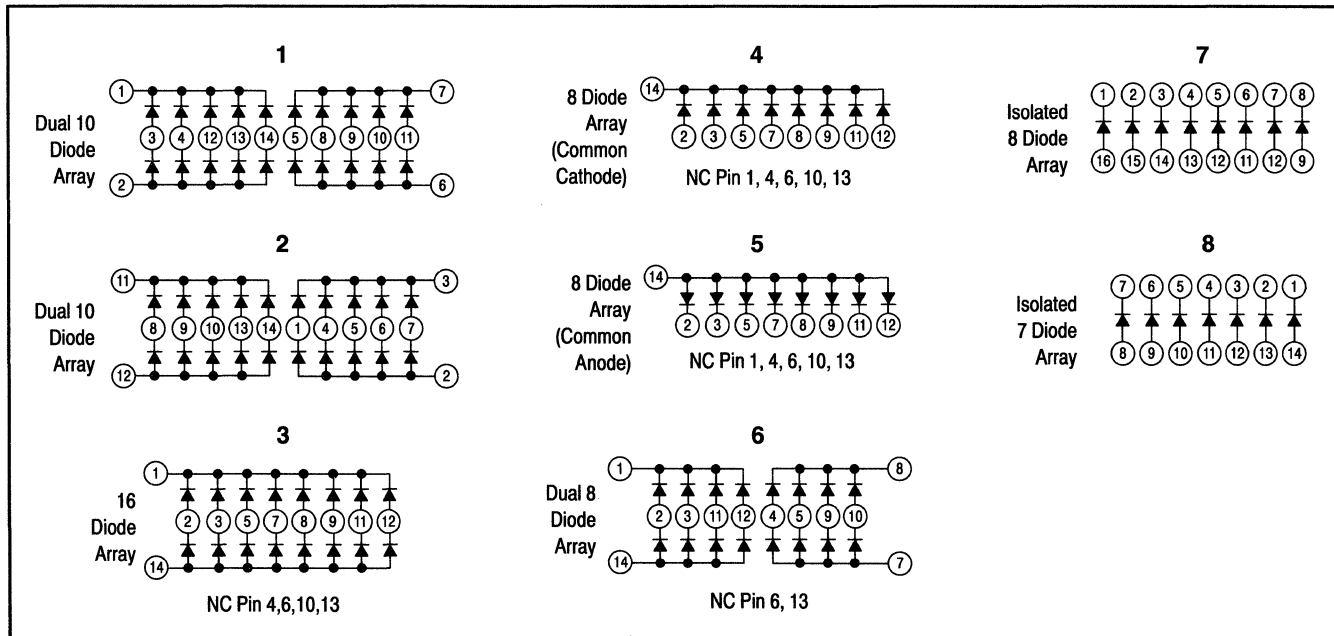 1
1 7
Dual 10
Diode
Array
3 4 12 13 14 5 8 9 10 11
2 6
2
11 3
Dual 10
Diode
Array
8 9 10 13 14 1 4 5 6 7
12 2
3
1
16
Diode
Array
2 3 5 7 8 9 11 12
14
NC Pin 4,6,10,13
4
14
8 Diode
Array
(Common
Cathode)
2 3 5 7 8 9 11 12
NC Pin 1, 4, 6, 10, 13
5
14
8 Diode
Array
(Common
Anode)
2 3 5 7 8 9 11 12
NC Pin 1, 4, 6, 10, 13
6
1 8
Dual 8
Diode
Array
2 3 11 12 4 5 9 10
14 7
NC Pin 6, 13
7
1 2 3 4 5 6 7 8
Isolated
8 Diode
Array
16 15 14 13 12 11 12 9
8
7 6 5 4 3 2 1
Isolated
7 Diode
Array
8 9 10 11 12 13 14